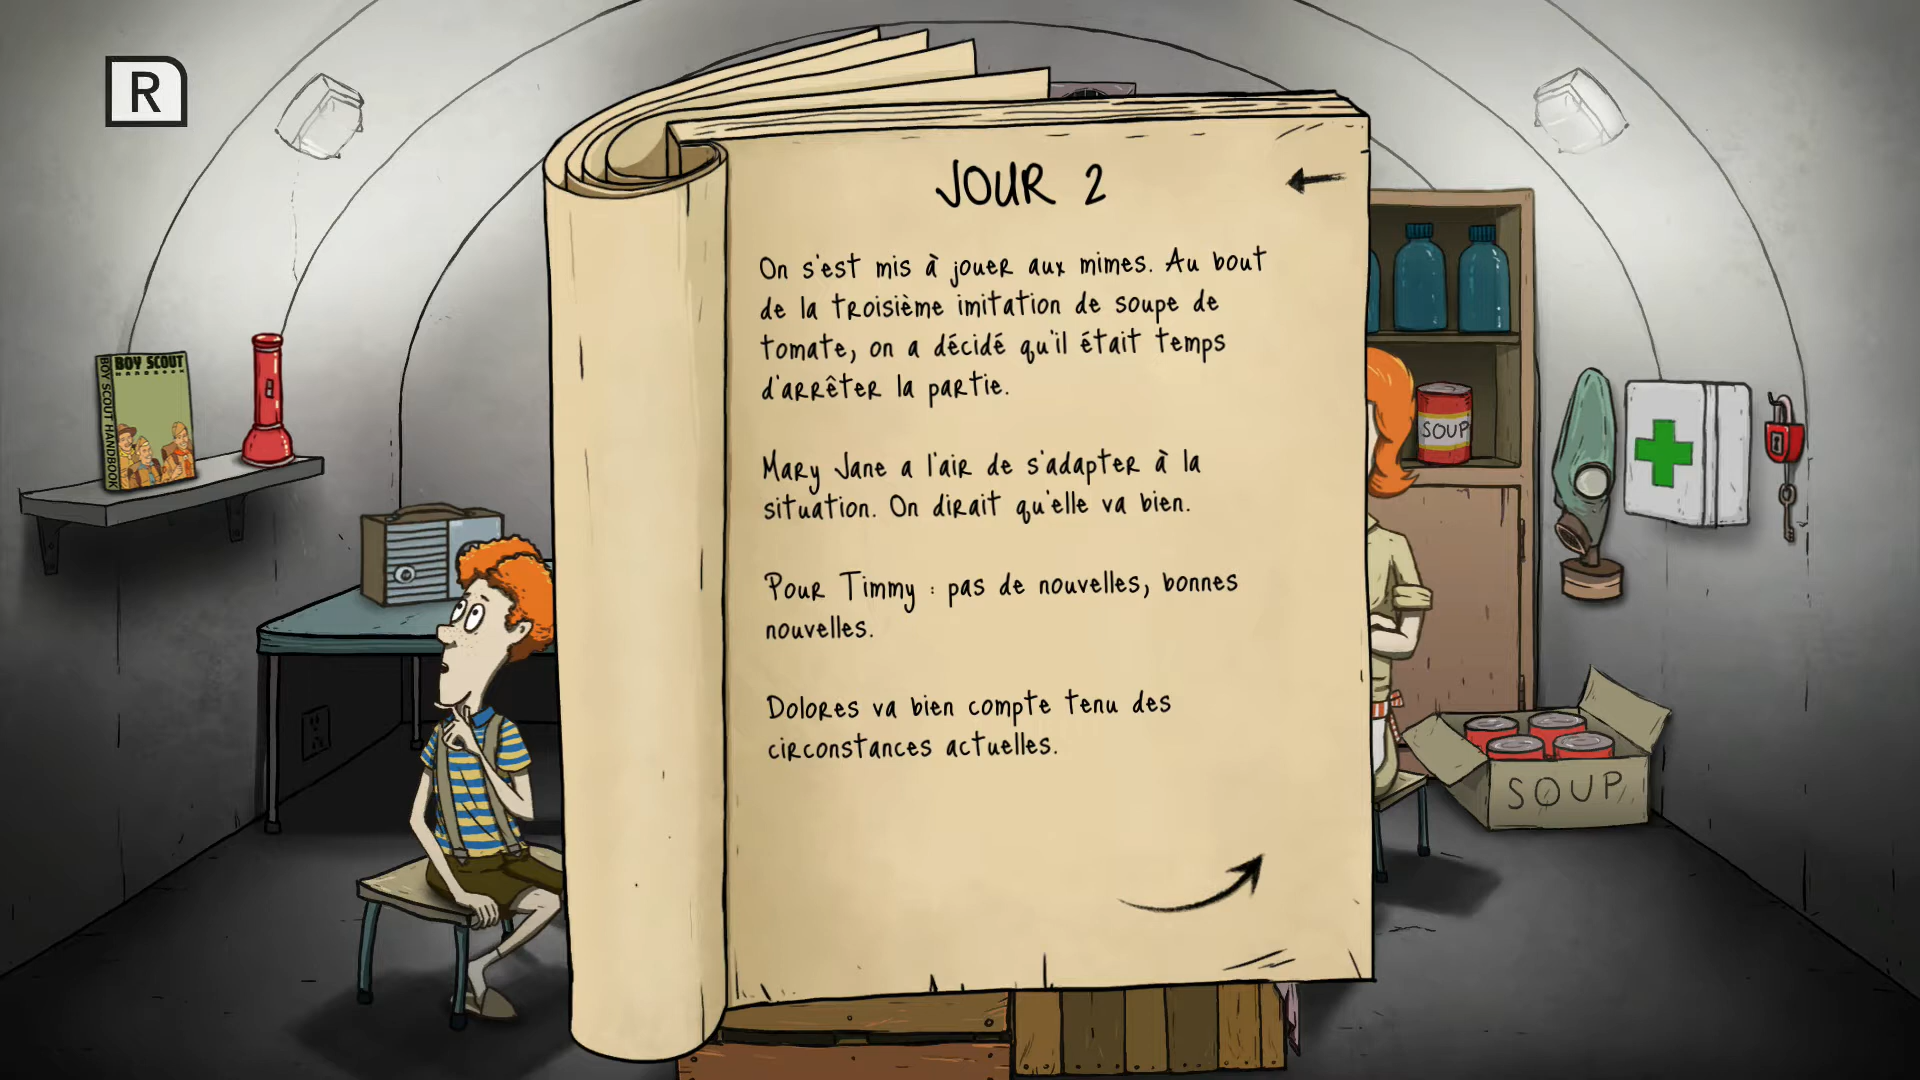 R
JOUR 2
On s'est mis à jouer aux mimes. Au bout
de la troisième imitation de soupe de
tomate, on a décidé qu'il était temps
d'arrêter la partie.
Mary Jane a l'air de s'adapter à la
situation. On dirait qu'elle va bien.
Pour Timmy : pas de nouvelles, bonnes
nouvelles.
Dolores va bien compte tenu des
circonstances actuelles.
BOY SCOUT
HANDBOOK
BOY SCOUT HANDBOOK
SOUP
SOUP